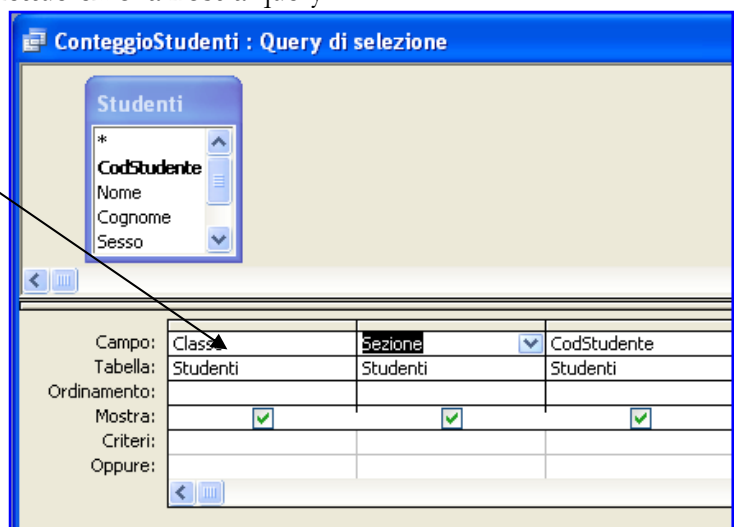 ConteggioStudenti : Query di selezione
Studenti
*
CodStudente
Nome
Cognome
Sesso
Campo: Classe Sezione CodStudente
Tabella: Studenti Studenti Studenti
Ordinamento:
Mostra:
Criteri:
Oppure: